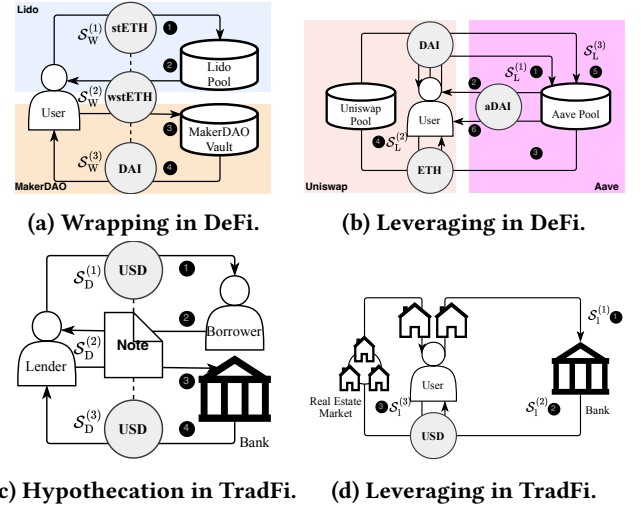 Lido
S_W^(1)
stETH
1
2
Lido
Pool
User
S_W^(2)
wstETH
3
MakerDAO
Vault
S_W^(3)
DAI
4
MakerDAO
(a) Wrapping in DeFi.
DAI
S_L^(1)
1
S_L^(3)
5
2
aDAI
Uniswap
Pool
User
Aave Pool
6
4
S_L^(2)
3
ETH
Uniswap
Aave
(b) Leveraging in DeFi.
S_D^(1)
USD
1
2
Borrower
Lender
S_D^(2)
Note
3
S_D^(3)
USD
4
Bank
c) Hypothecation in TradFi.
S_l^(1)
1
User
Real Estate
Market
3
S_l^(3)
S_l^(2)
2
Bank
USD
(d) Leveraging in TradFi.